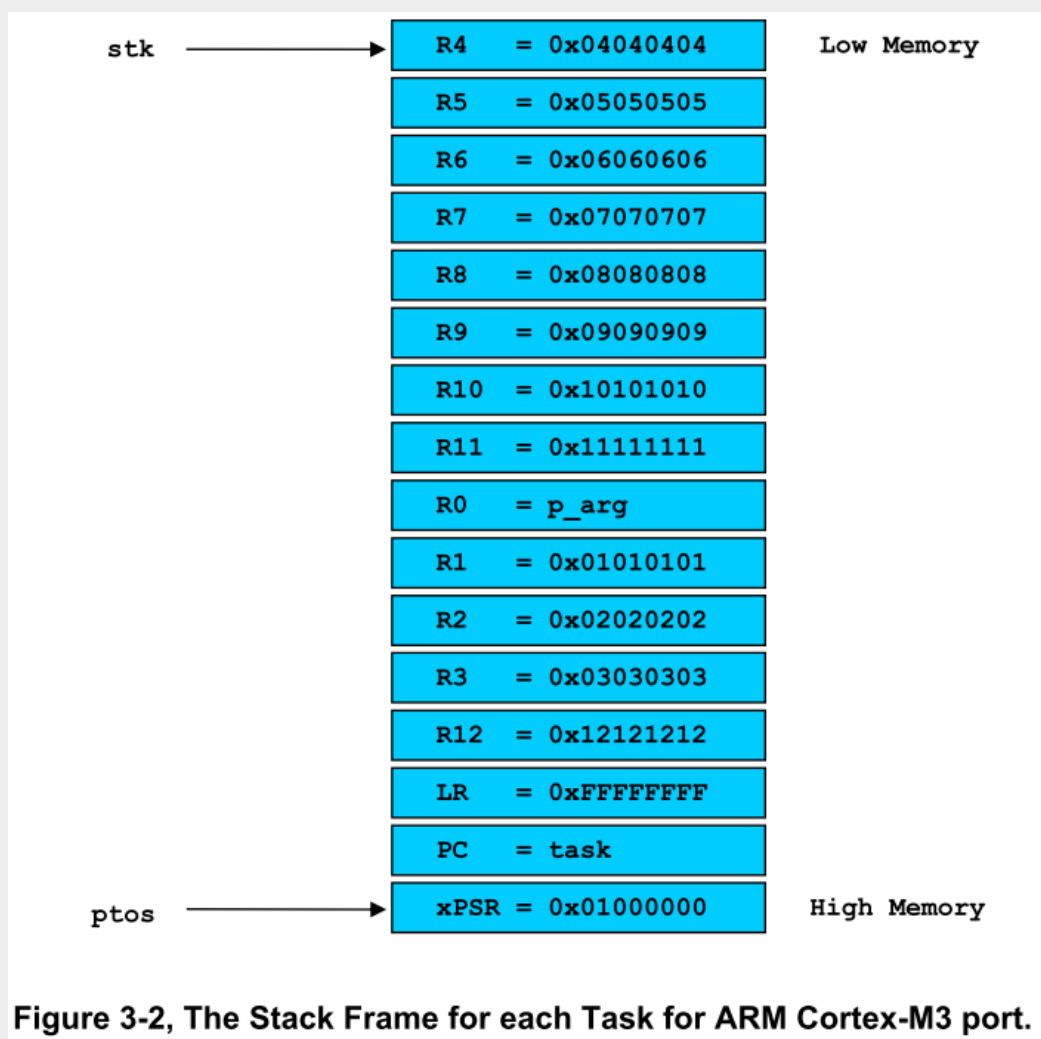 stk R4 = 0x04040404 Low Memory
R5 = 0x05050505
R6 = 0x06060606
R7 = 0x07070707
R8 = 0x08080808
R9 = 0x09090909
R10 = 0x10101010
R11 = 0x11111111
R0 = p_arg
R1 = 0x01010101
R2 = 0x02020202
R3 = 0x03030303
R12 = 0x12121212
LR = 0xFFFFFFFF
PC = task
ptos xPSR = 0x01000000 High Memory
Figure 3-2, The Stack Frame for each Task for ARM Cortex-M3 port.